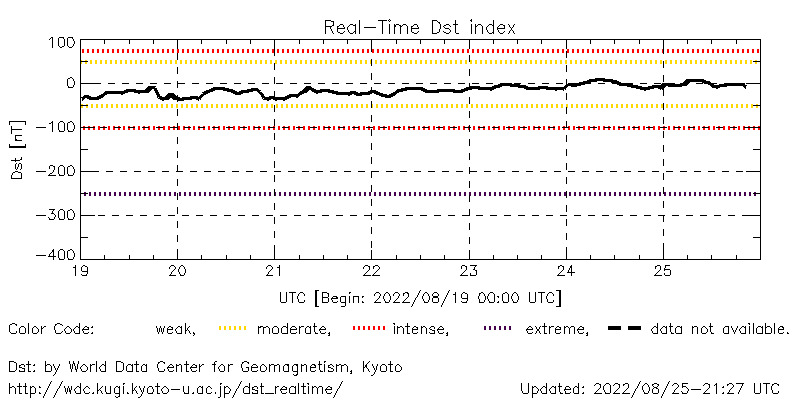 Real-Time Dst index
100
0
-100
-200
-300
-400
Dst [nT]
19 20 21 22 23 24 25
UTC [Begin: 2022/08/19 00:00 UTC]
Color Code: weak, moderate, intense, extreme, data not available.
Dst: by World Data Center for Geomagnetism, Kyoto
http://wdc.kugi.kyoto-u.ac.jp/dst_realtime/ Updated: 2022/08/25-21:27 UTC